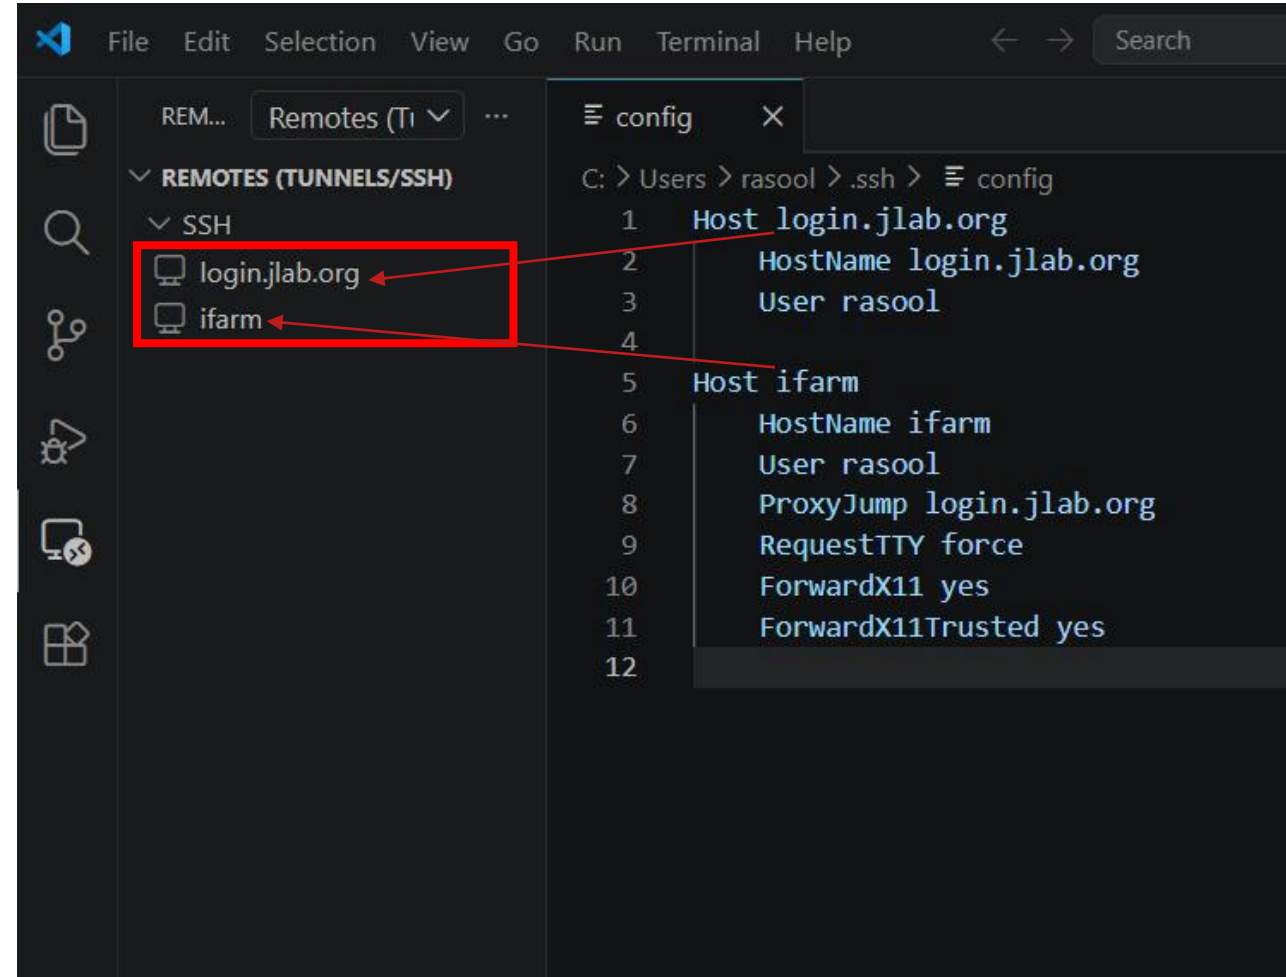 File Edit Selection View Go Run Terminal Help Search
REM... Remotes (Tu ...
REMOTES (TUNNELS/SSH)
SSH
login.jlab.org
ifarm
config
C: > Users > rasool > .ssh > config
1 Host login.jlab.org
2 HostName login.jlab.org
3 User rasool
4
5 Host ifarm
6 HostName ifarm
7 User rasool
8 ProxyJump login.jlab.org
9 RequestTTY force
10 ForwardX11 yes
11 ForwardX11Trusted yes
12